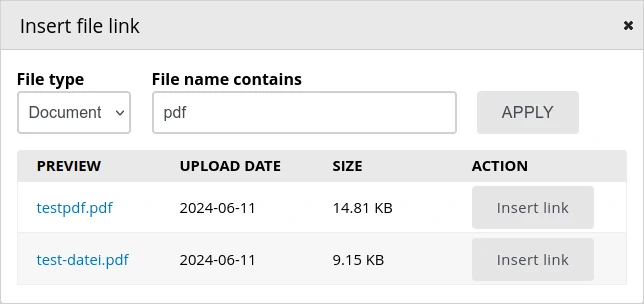 Insert file link ✖
File type File name contains
Document pdf APPLY
PREVIEW UPLOAD DATE SIZE ACTION
testpdf.pdf 2024-06-11 14.81 KB Insert link
test-datei.pdf 2024-06-11 9.15 KB Insert link